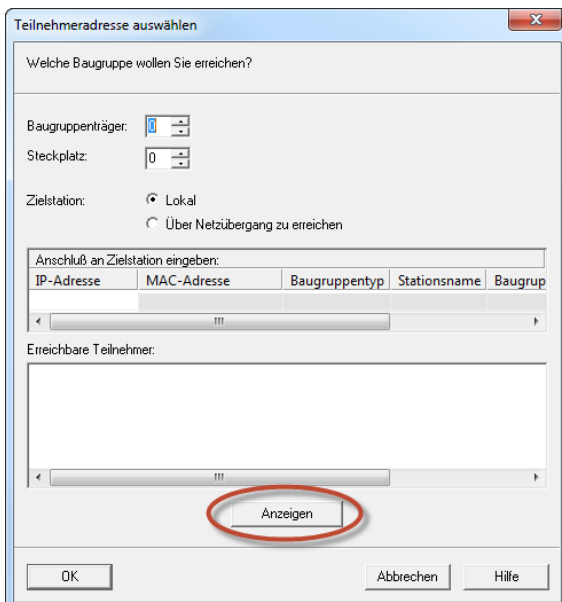 Teilnehmeradresse auswählen
Welche Baugruppe wollen Sie erreichen?
Baugruppenträger: 0
Steckplatz: 0
Zielstation: Lokal
Über Netzübergang zu erreichen
Anschluß an Zielstation eingeben:
IP-Adresse MAC-Adresse Baugruppentyp Stationsname Baugrup
Erreichbare Teilnehmer:
Anzeigen
OK Abbrechen Hilfe